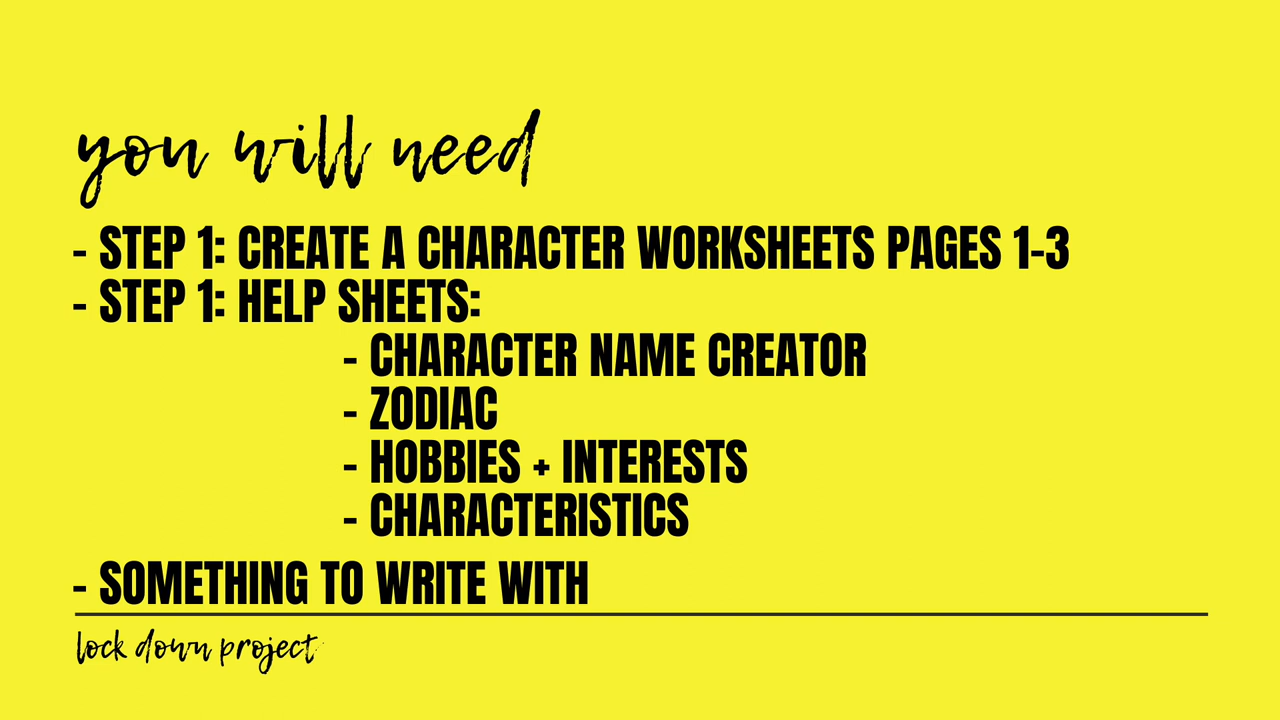 you will need
- STEP 1: CREATE A CHARACTER WORKSHEETS PAGES 1-3
- STEP 1: HELP SHEETS:
- CHARACTER NAME CREATOR
- ZODIAC
- HOBBIES + INTERESTS
- CHARACTERISTICS
- SOMETHING TO WRITE WITH
lock down project